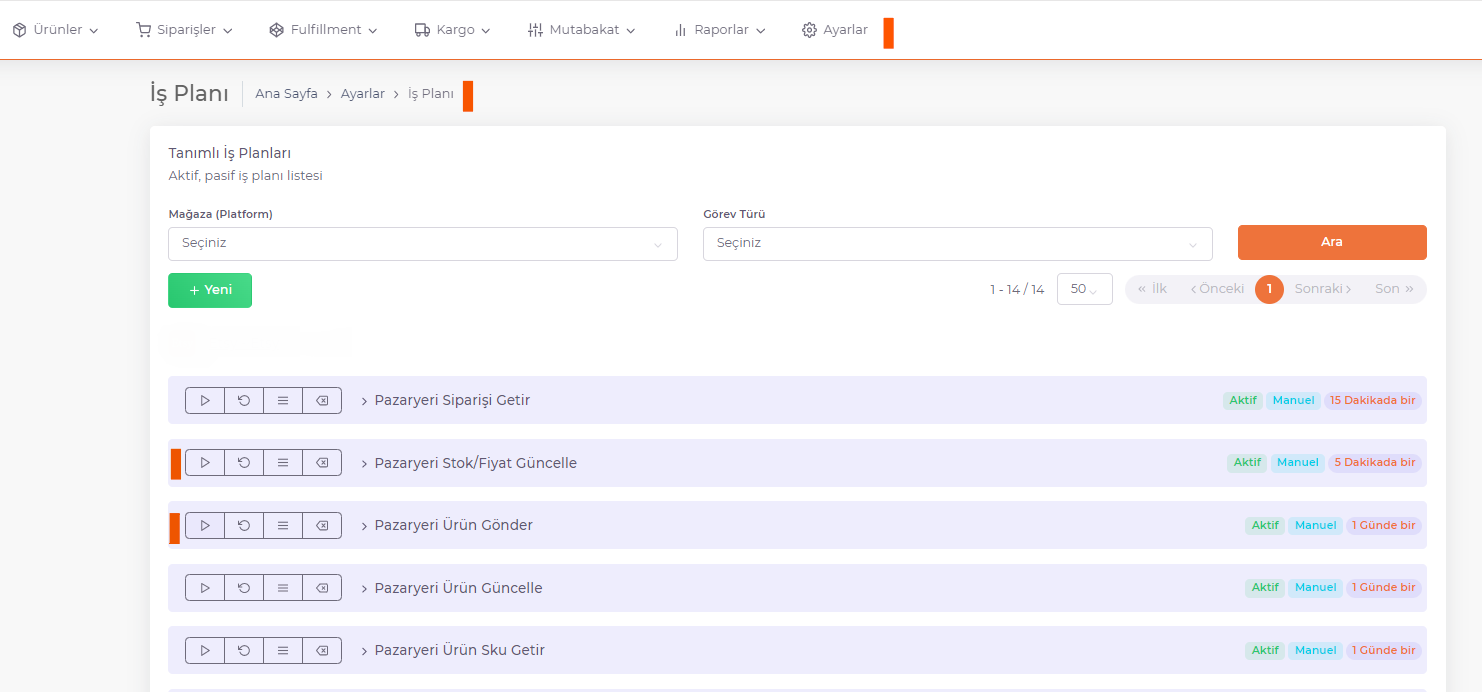 Ürünler Siparişler Fulfillment Kargo Mutabakat Raporlar Ayarlar
İş Planı Ana Sayfa > Ayarlar > İş Planı
Tanımlı İş Planları
Aktif, pasif iş planı listesi
Mağaza (Platform) Görev Türü
Seçiniz Seçiniz Ara
+ Yeni 1 - 14 / 14 50 « İlk ‹ Önceki 1 Sonraki › Son »
> Pazaryeri Siparişi Getir Aktif Manuel 15 Dakikada bir
> Pazaryeri Stok/Fiyat Güncelle Aktif Manuel 5 Dakikada bir
> Pazaryeri Ürün Gönder Aktif Manuel 1 Günde bir
> Pazaryeri Ürün Güncelle Aktif Manuel 1 Günde bir
> Pazaryeri Ürün Sku Getir Aktif Manuel 1 Günde bir